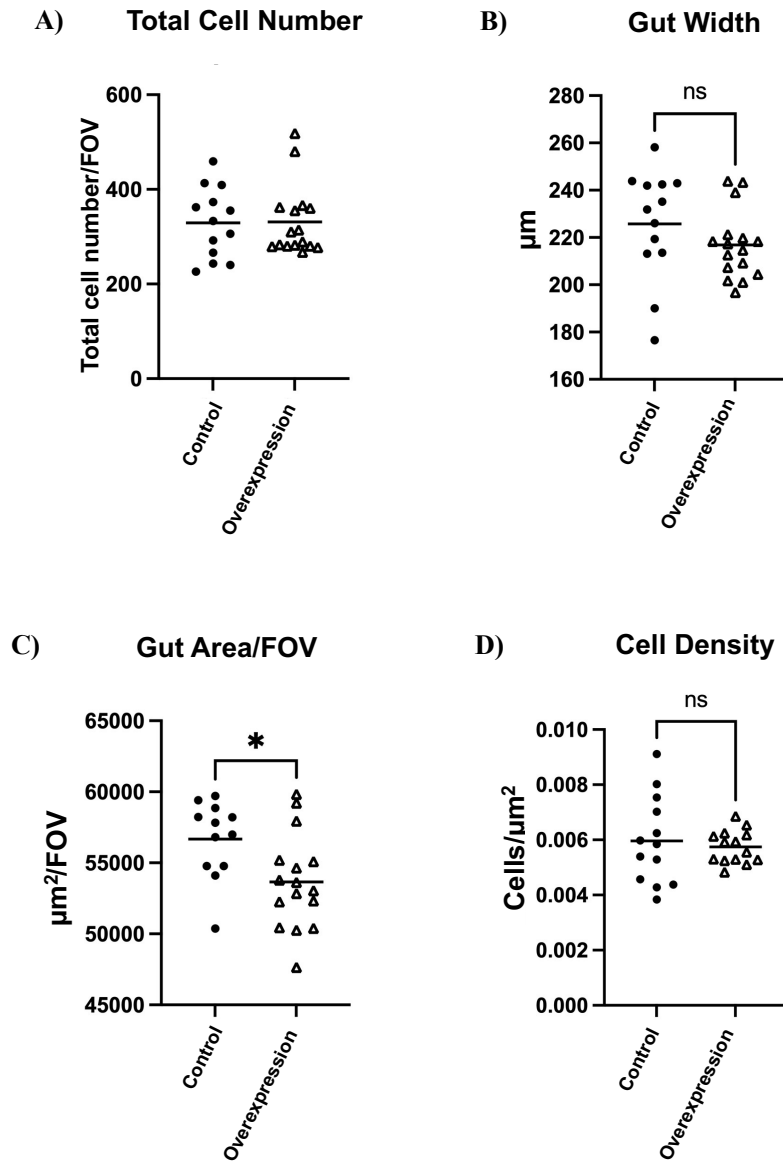 A) Total Cell Number
Total cell number/FOV
600
400
200
0
Control
Overexpression
B) Gut Width
ns
µm
280
260
240
220
200
180
160
Control
Overexpression
C) Gut Area/FOV
*
µm²/FOV
65000
60000
55000
50000
45000
Control
Overexpression
D) Cell Density
ns
Cells/µm²
0.010
0.008
0.006
0.004
0.002
0.000
Control
Overexpression